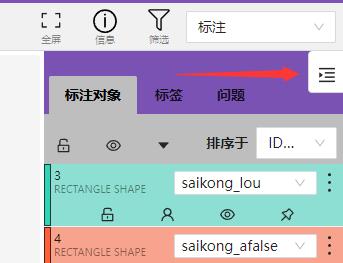 全屏 信息 筛选 标注
标注对象 标签 问题
排序于 ID...
3 saikong_lou
RECTANGLE SHAPE
4 saikong_afalse
RECTANGLE SHAPE